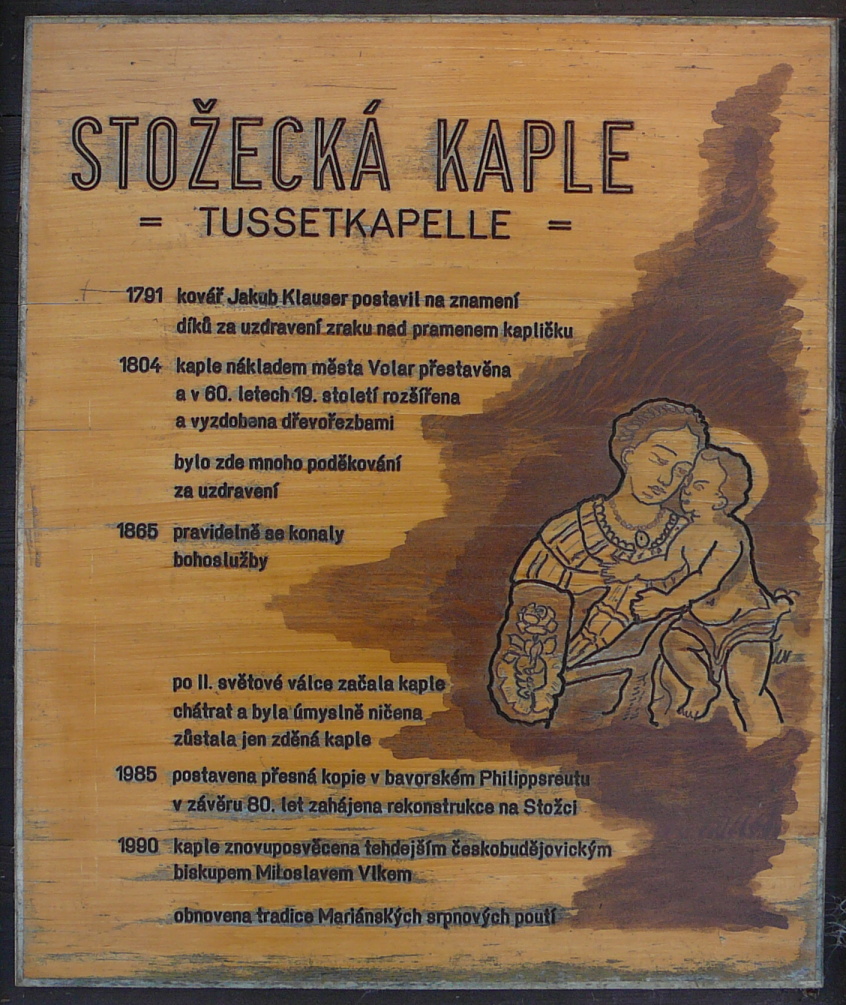 STOŽECKÁ KAPLE
= TUSSETKAPELLE =
1791 kovář Jakub Klauser postavil na znamení
díků za uzdravení zraku nad pramenem kapličku
1804 kaple nákladem města Volar přestavěna
a v 60. letech 19. století rozšířena
a vyzdobena dřevořezbami
bylo zde mnoho poděkování
za uzdravení
1865 pravidelně se konaly
bohoslužby
po II. světové válce začala kaple
chátrat a byla úmyslně ničena
zůstala jen zděná kaple
1985 postavena přesná kopie v bavorském Philippsreutu
v závěru 80. let zahájena rekonstrukce na Stožci
1990 kaple znovuposvěcena tehdejším českobudějovickým
biskupem Miloslavem Vlkem
obnovena tradice Mariánských srpnových poutí